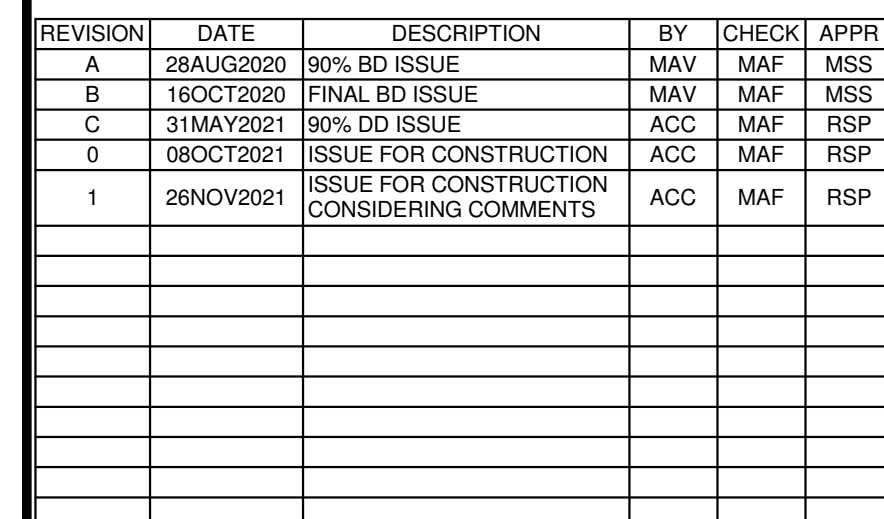 REVISION DATE DESCRIPTION BY CHECK APPR
A 28AUG2020 90% BD ISSUE MAV MAF MSS
B 16OCT2020 FINAL BD ISSUE MAV MAF MSS
C 31MAY2021 90% DD ISSUE ACC MAF RSP
0 08OCT2021 ISSUE FOR CONSTRUCTION ACC MAF RSP
1 26NOV2021 ISSUE FOR CONSTRUCTION
CONSIDERING COMMENTS ACC MAF RSP